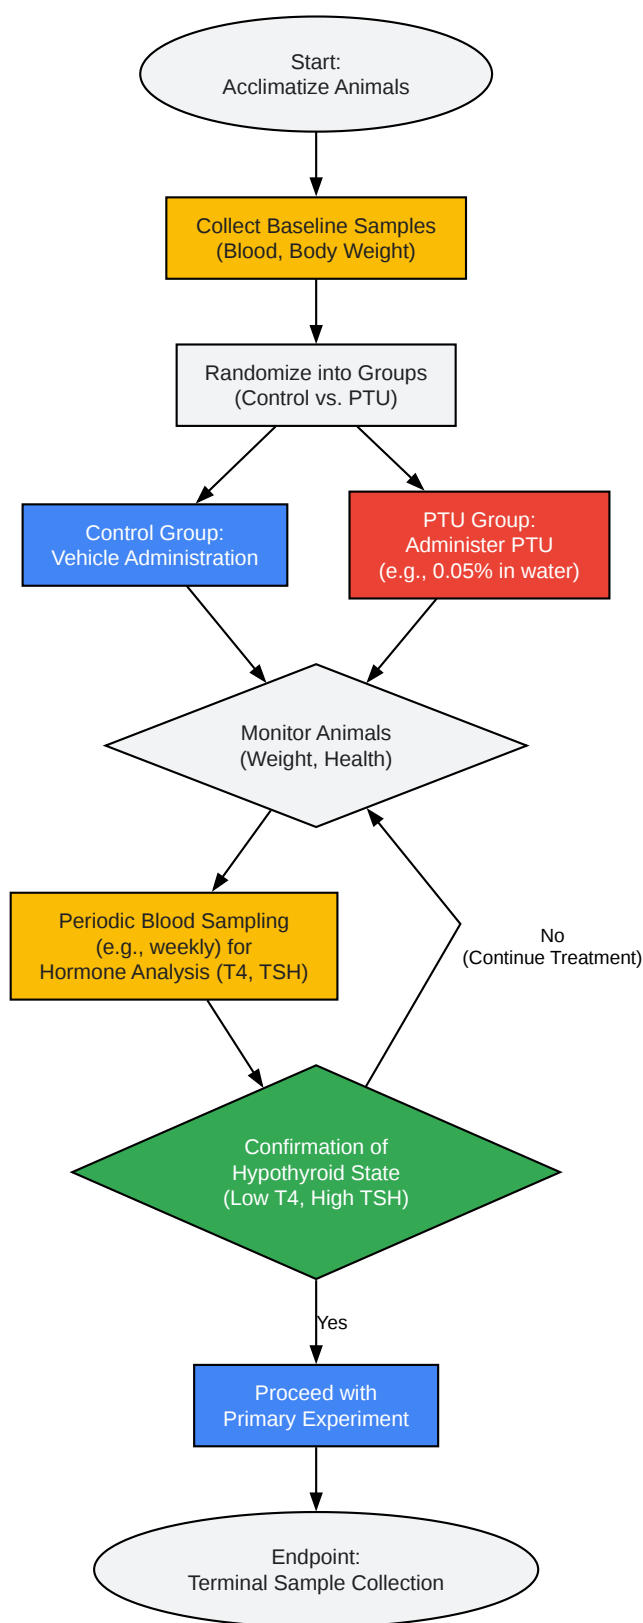 Start:
Acclimatize Animals
Collect Baseline Samples
(Blood, Body Weight)
Randomize into Groups
(Control vs. PTU)
Control Group:
Vehicle Administration
PTU Group:
Administer PTU
(e.g., 0.05% in water)
Monitor Animals
(Weight, Health)
Periodic Blood Sampling
(e.g., weekly) for
Hormone Analysis (T4, TSH)
No
(Continue Treatment)
Confirmation of
Hypothyroid State
(Low T4, High TSH)
Yes
Proceed with
Primary Experiment
Endpoint:
Terminal Sample Collection